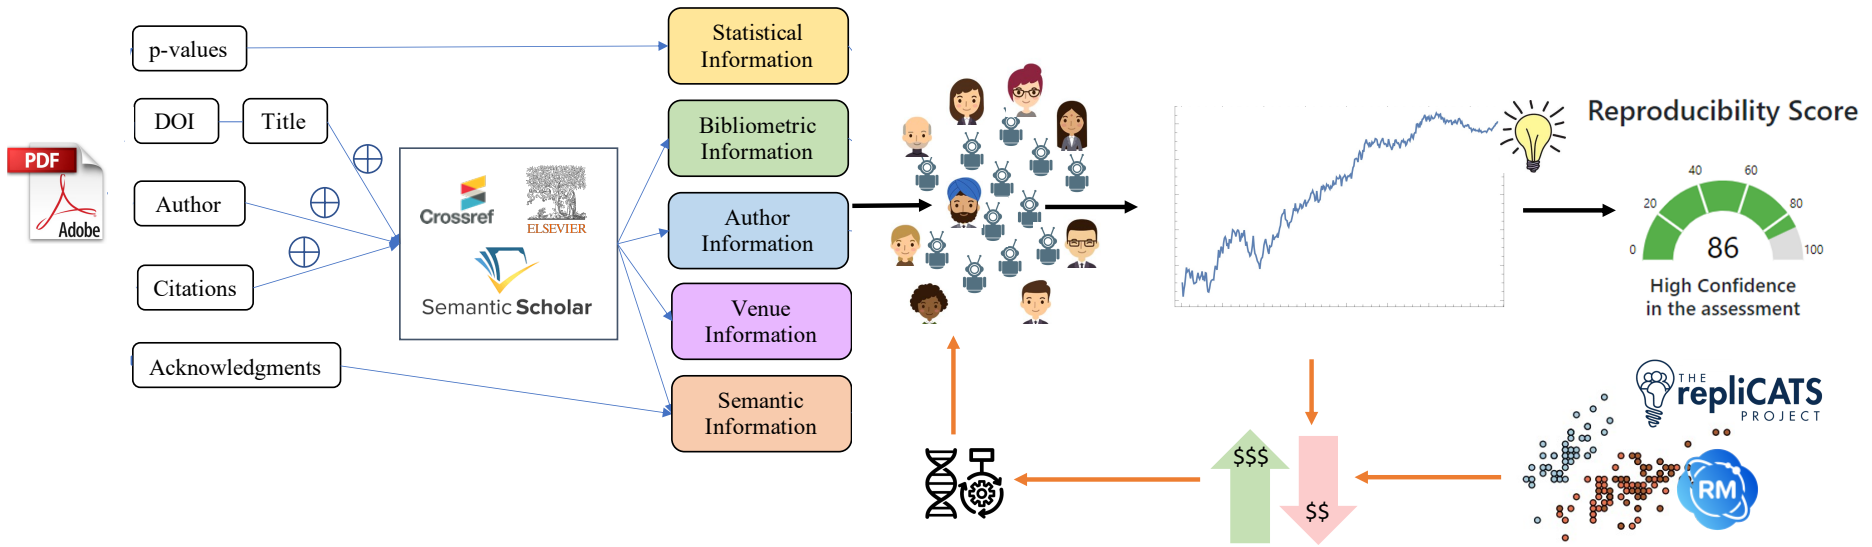 PDF
Adobe
p-values
DOI
Title
Author
Citations
Acknowledgments
Crossref
ELSEVIER
Semantic Scholar
Statistical
Information
Bibliometric
Information
Author
Information
Venue
Information
Semantic
Information
Reproducibility Score
0
20
40
60
80
100
86
High Confidence
in the assessment
$$$
$$
THE
repliCATS
PROJECT
RM